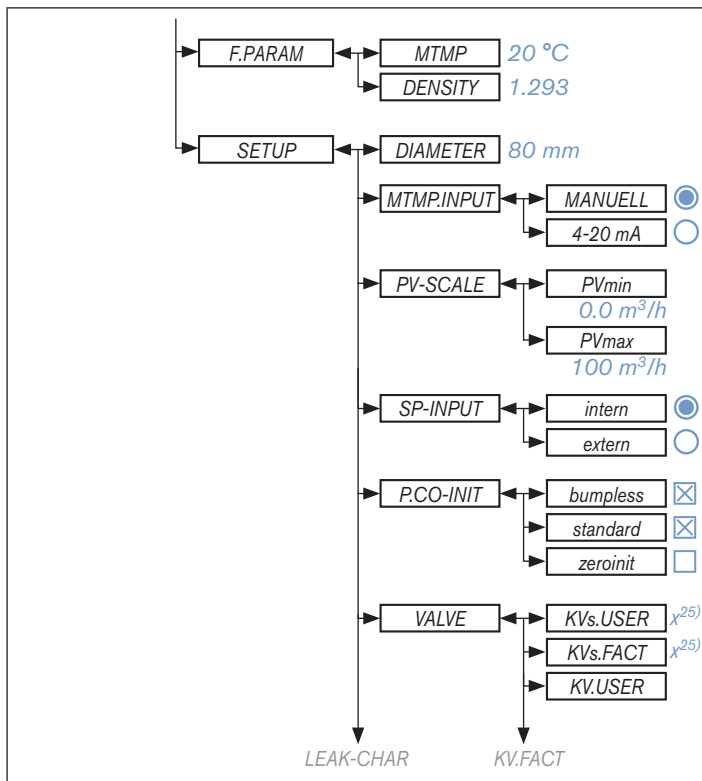 F.PARAM MTMP 20 °C
DENSITY 1.293
SETUP DIAMETER 80 mm
MTMP.INPUT MANUELL
4-20 mA
PV-SCALE PVmin
0.0 m³/h
PVmax
100 m³/h
SP-INPUT intern
extern
P.CO-INIT bumpless
standard
zeroinit
VALVE KVs.USER x²⁵⁾
KVs.FACT x²⁵⁾
KV.USER
LEAK-CHAR KV.FACT